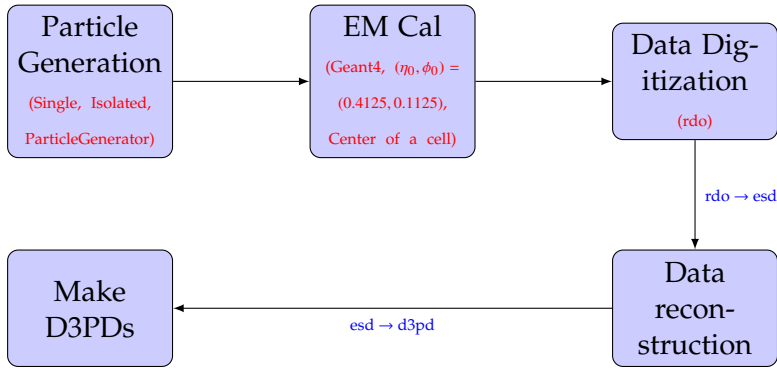 Particle
Generation
(Single, Isolated,
ParticleGenerator)
EM Cal
(Geant4, (η₀, ϕ₀) =
(0.4125, 0.1125),
Center of a cell)
Data Dig-
itization
(rdo)
rdo → esd
Data
recon-
struction
esd → d3pd
Make
D3PDs